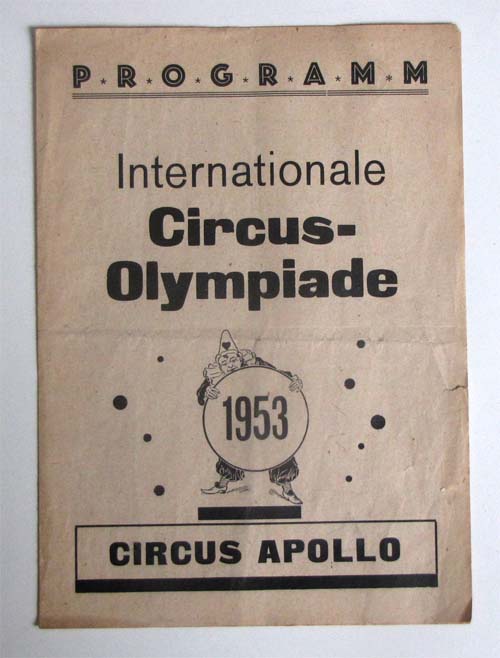 P★R★O★G★R★A★M★M
Internationale
Circus-
Olympiade
1953
CIRCUS APOLLO